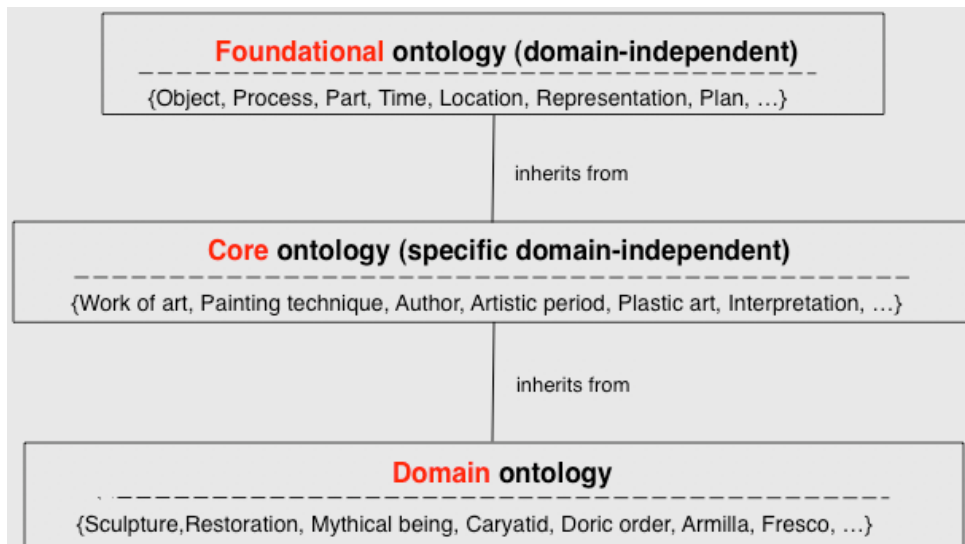 Foundational ontology (domain-independent)
{Object, Process, Part, Time, Location, Representation, Plan, ...}
inherits from
Core ontology (specific domain-independent)
{Work of art, Painting technique, Author, Artistic period, Plastic art, Interpretation, ...}
inherits from
Domain ontology
{Sculpture,Restoration, Mythical being, Caryatid, Doric order, Armilla, Fresco, ...}